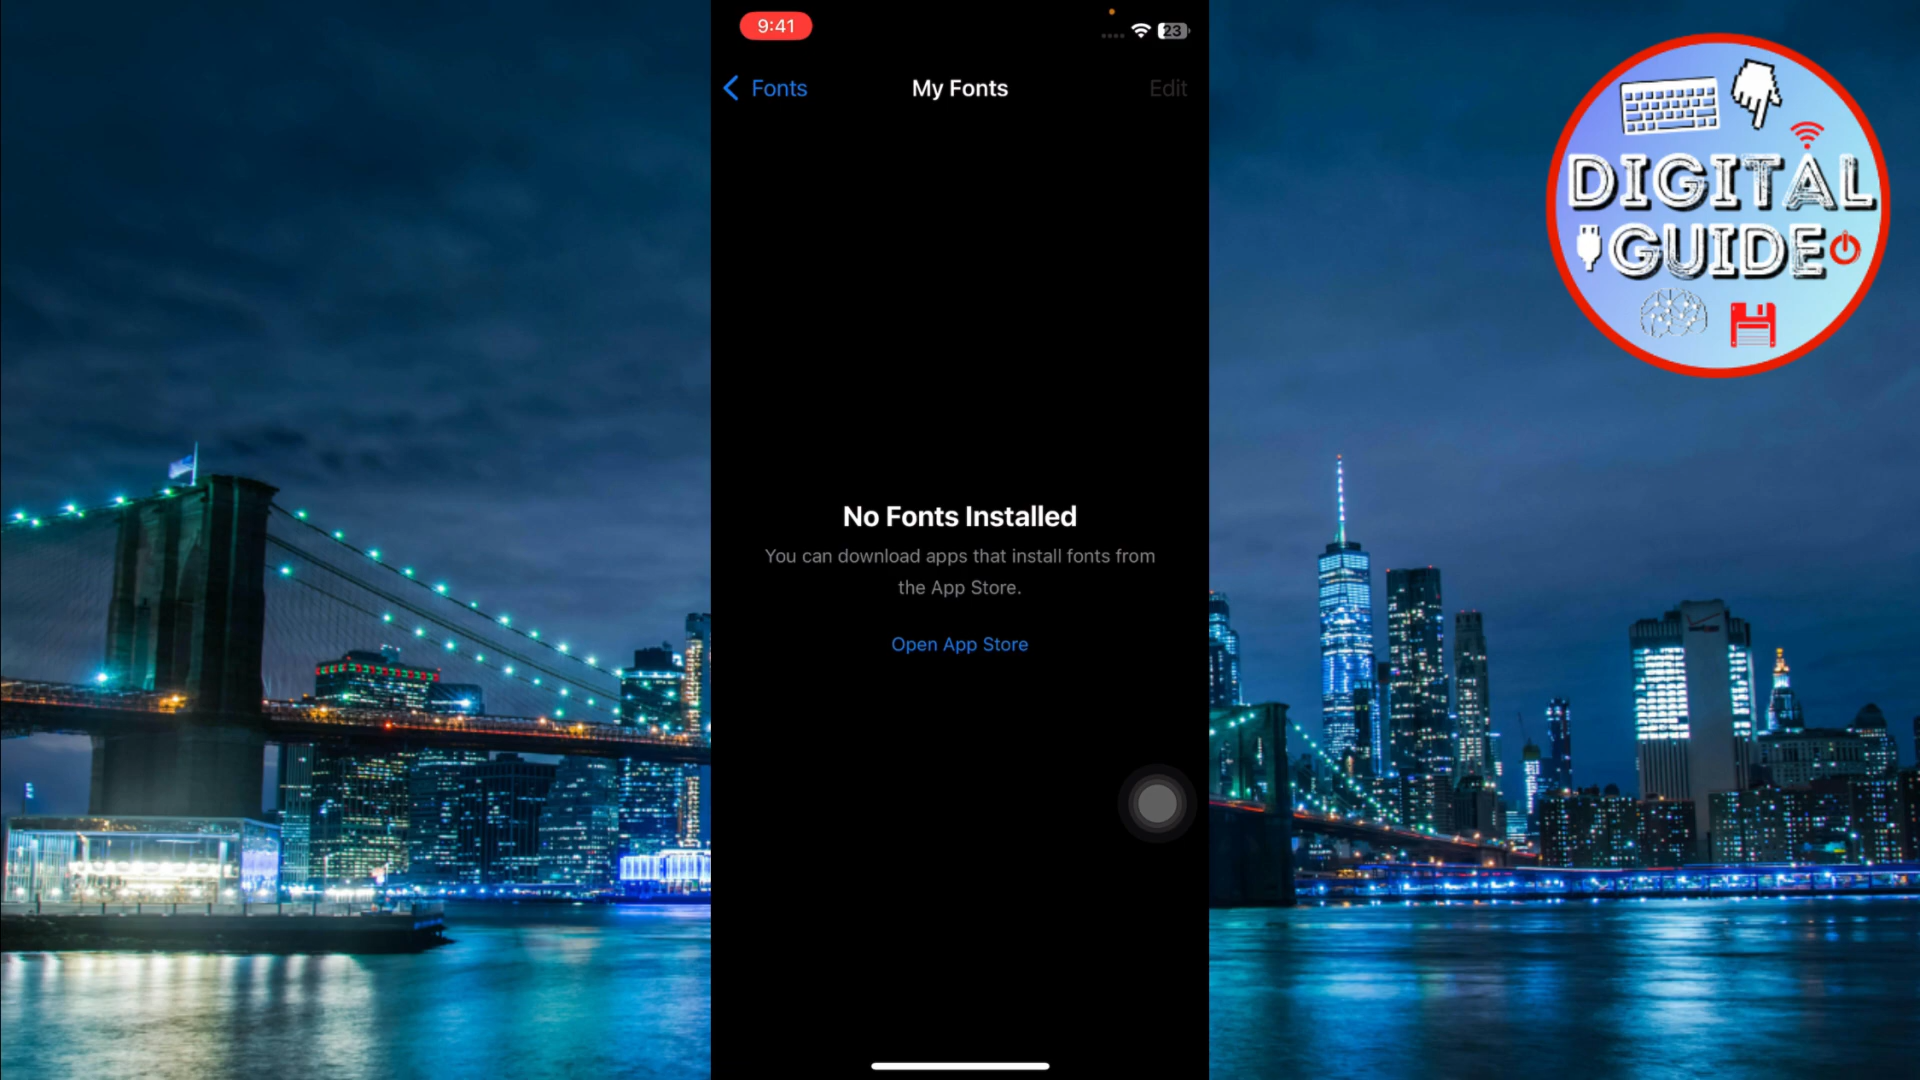 9:41
23
Fonts
My Fonts
Edit
DIGITAL
GUIDE
No Fonts Installed
You can download apps that install fonts from
the App Store.
Open App Store